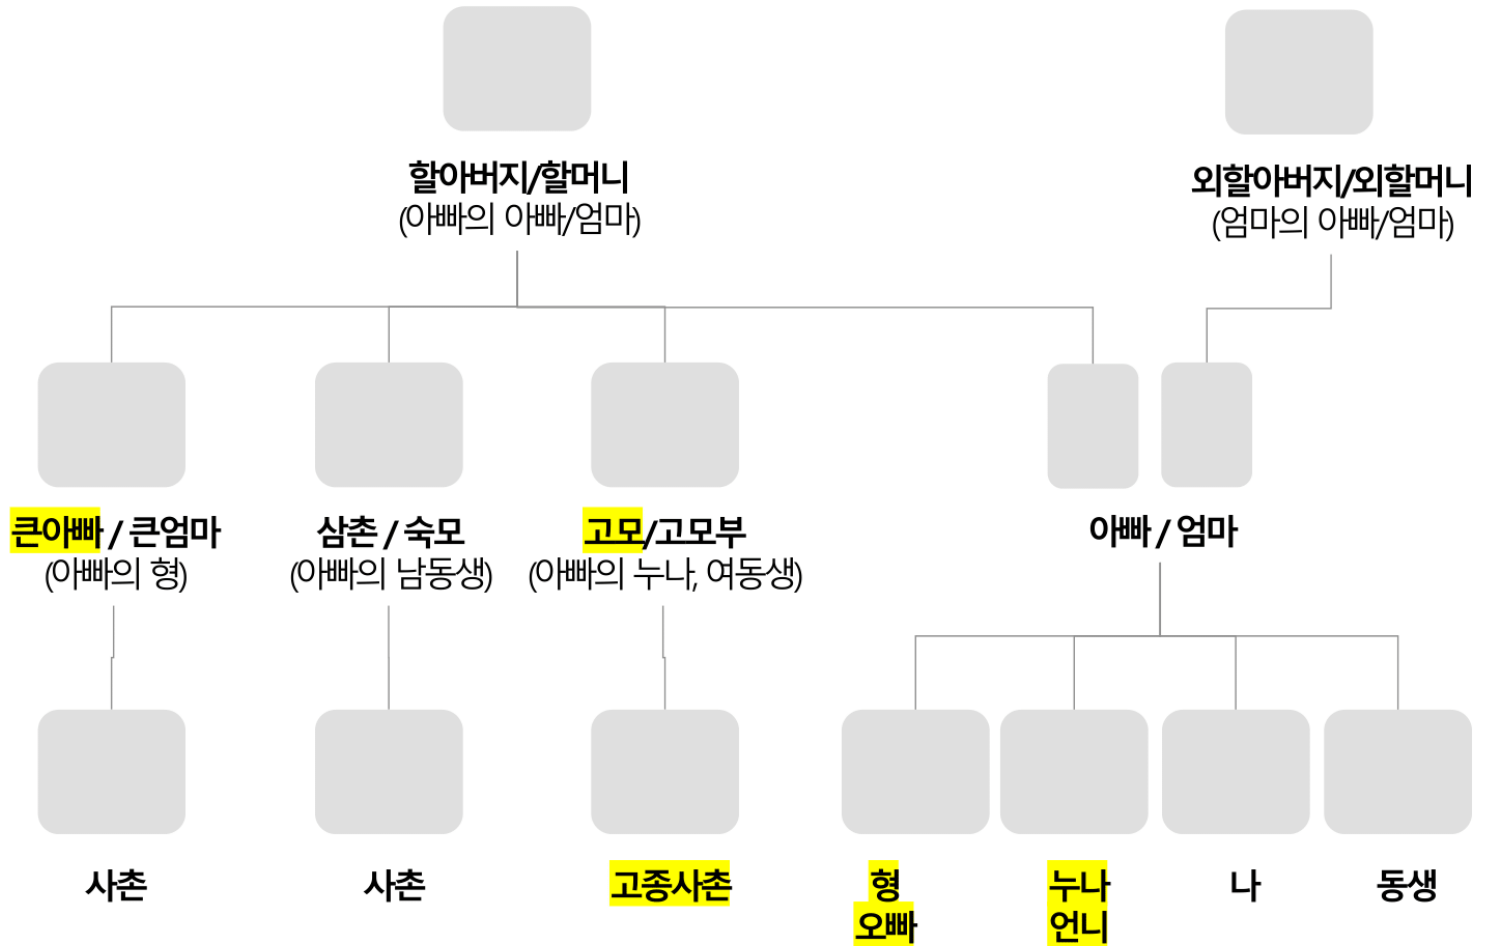 할아버지/할머니
(아빠의 아빠/엄마)
외할아버지/외할머니
(엄마의 아빠/엄마)
큰아빠 / 큰엄마
(아빠의 형)
삼촌 / 숙모
(아빠의 남동생)
고모/고모부
(아빠의 누나, 여동생)
아빠 / 엄마
사촌
사촌
고종사촌
형
오빠
누나
언니
나
동생